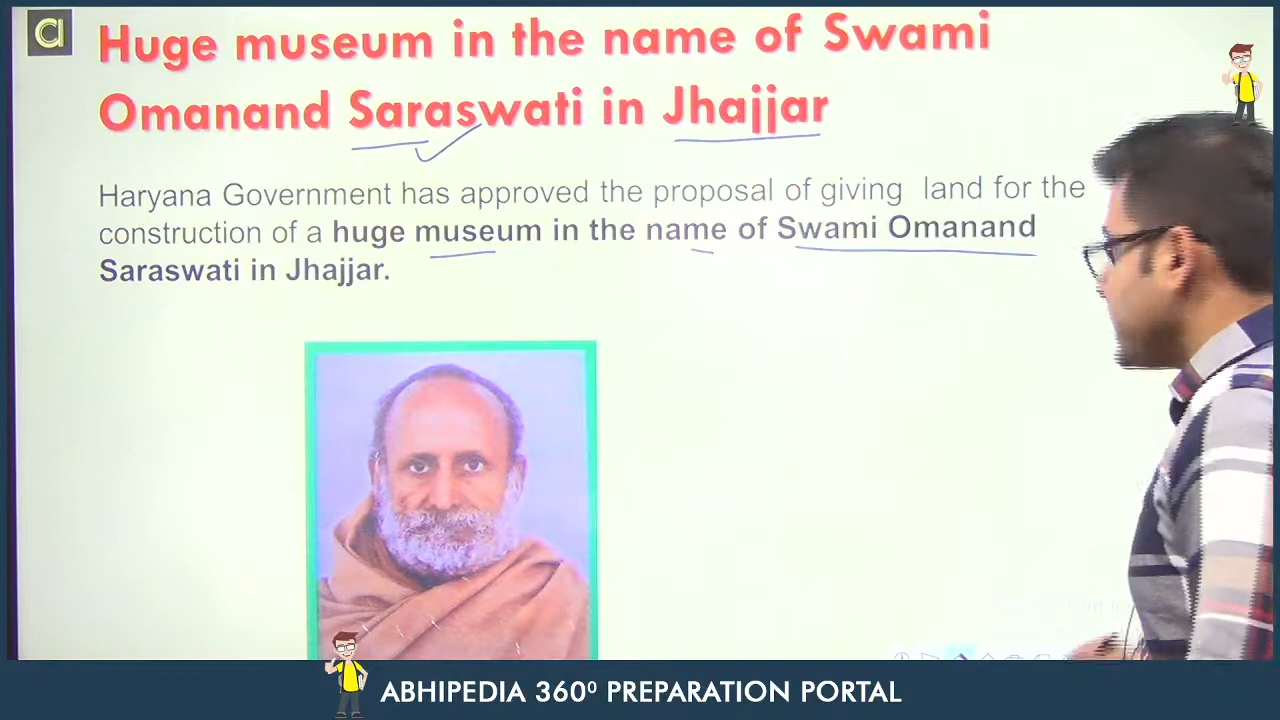 a
Huge museum in the name of Swami
Omanand Saraswati in Jhajjar
Haryana Government has approved the proposal of giving land for the
construction of a huge museum in the name of Swami Omanand
Saraswati in Jhajjar.
ABHIPEDIA 360⁰ PREPARATION PORTAL